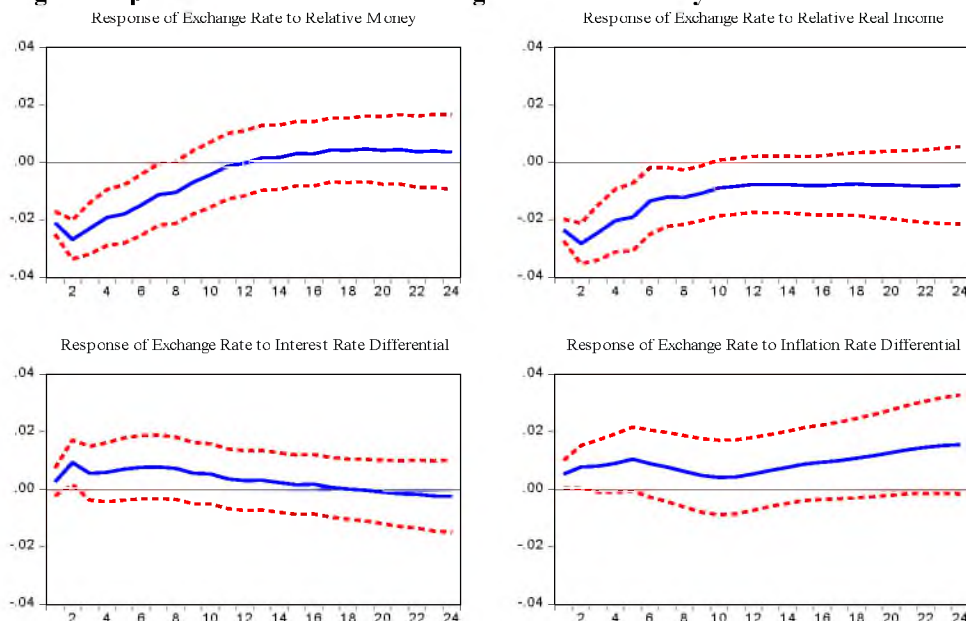 Response of Exchange Rate to Relative Money
.04
.02
.00
-.02
-.04
2 4 6 8 10 12 14 16 18 20 22 24
Response of Exchange Rate to Relative Real Income
.04
.02
.00
-.02
-.04
2 4 6 8 10 12 14 16 18 20 22 24
Response of Exchange Rate to Interest Rate Differential
.04
.02
.00
-.02
-.04
2 4 6 8 10 12 14 16 18 20 22 24
Response of Exchange Rate to Inflation Rate Differential
.04
.02
.00
-.02
-.04
2 4 6 8 10 12 14 16 18 20 22 24